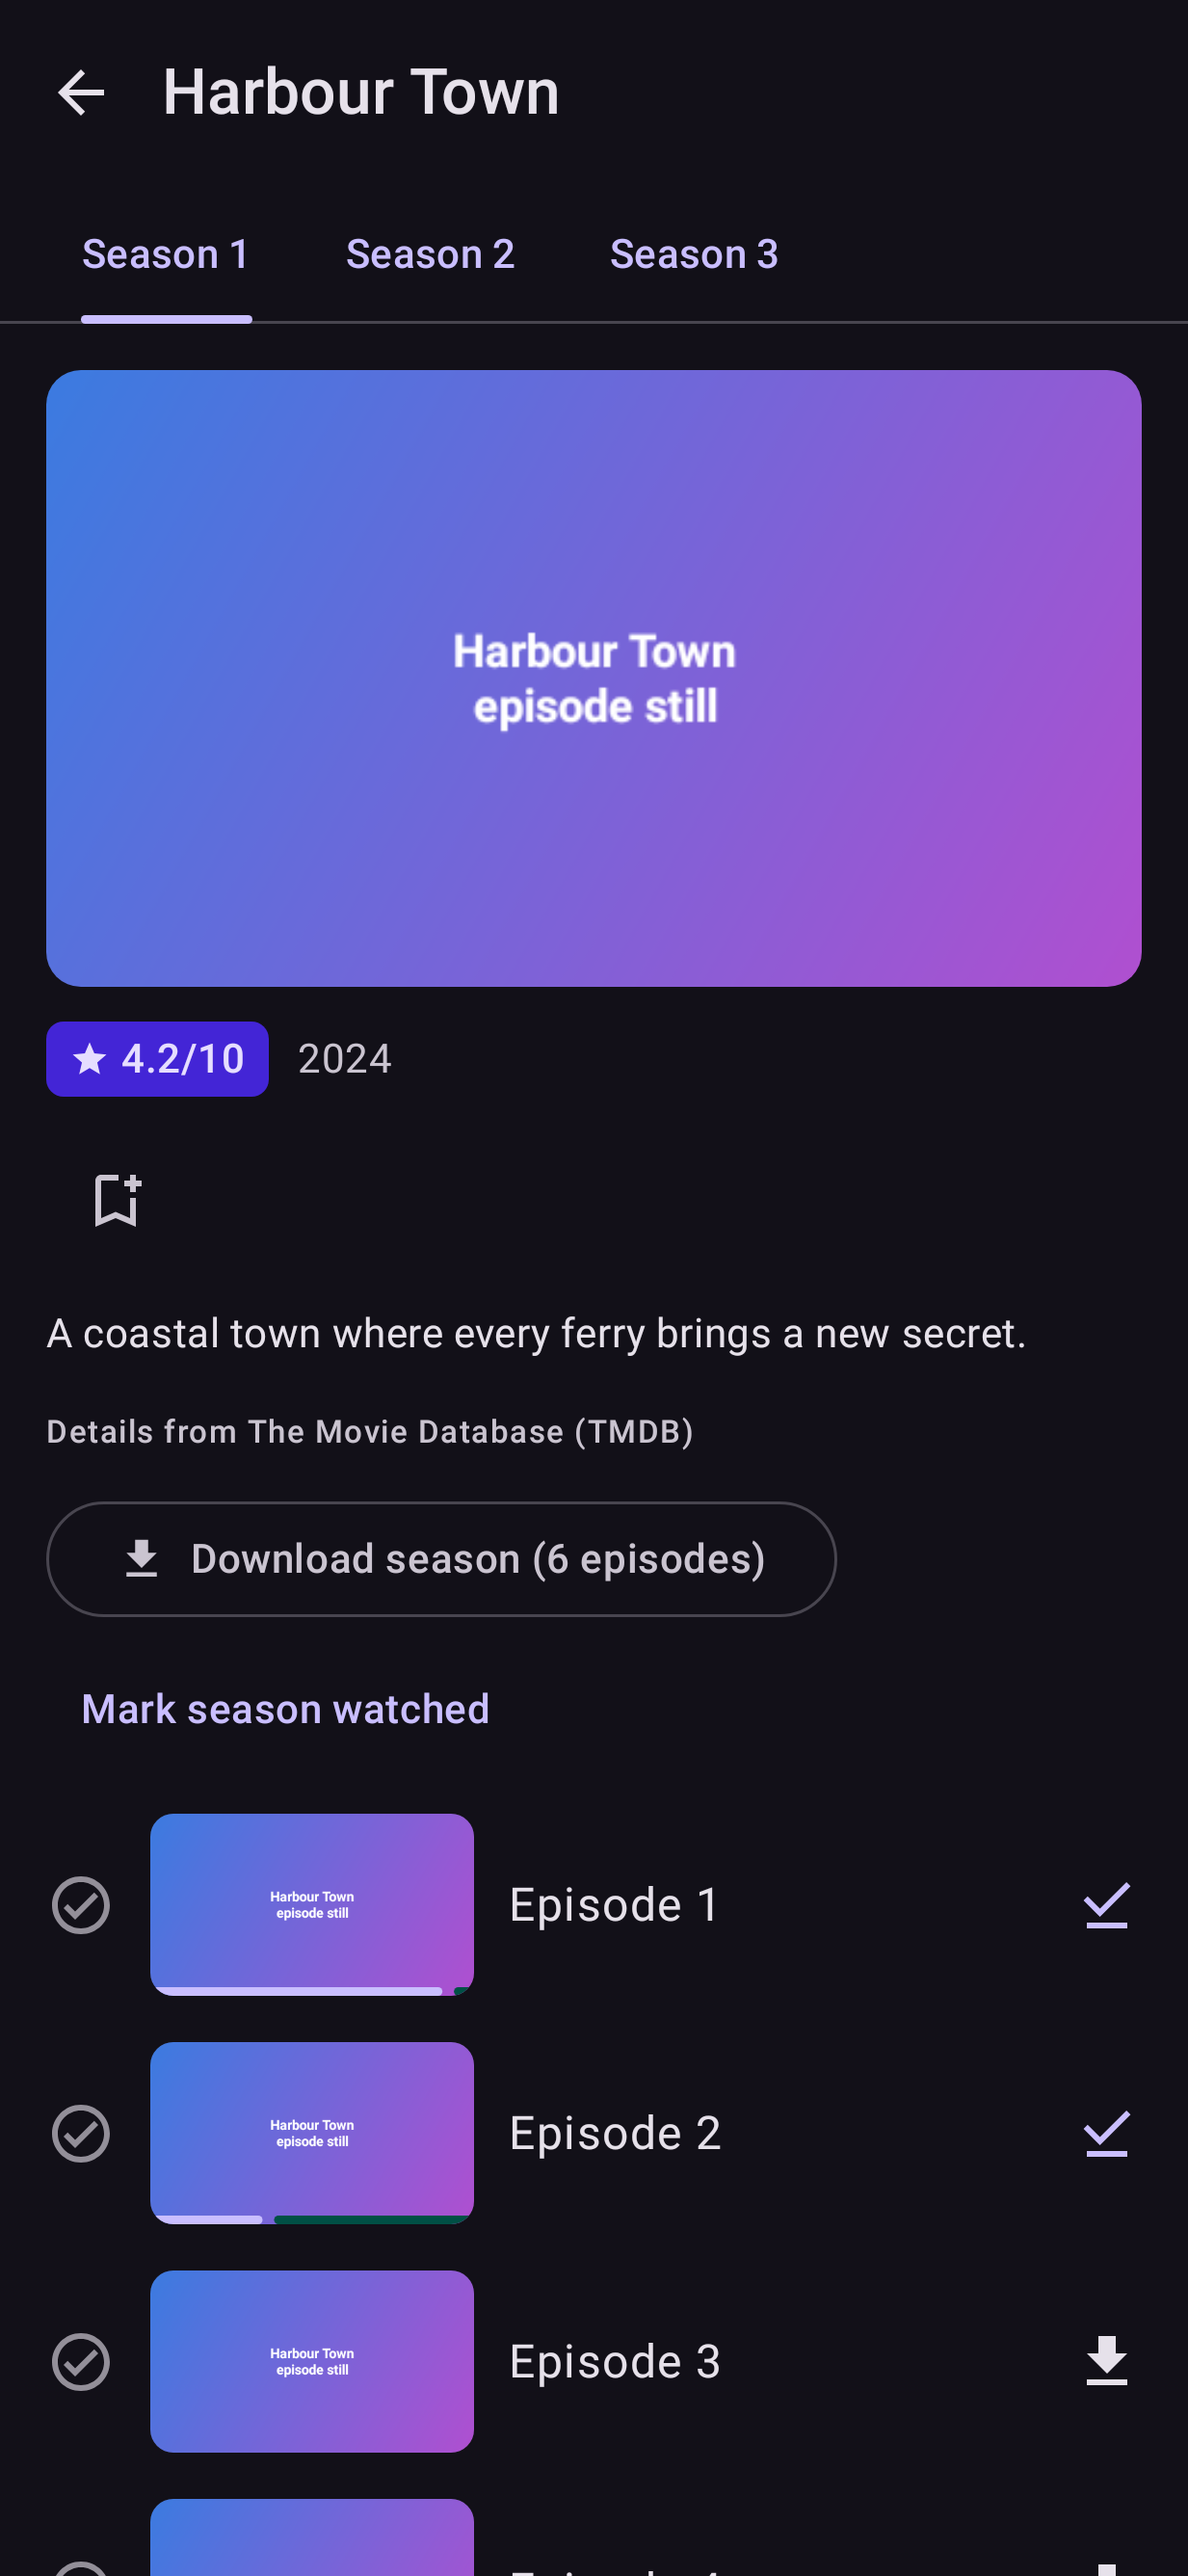 Harbour Town
Season 1 Season 2 Season 3
Harbour Town
episode still
4.2/10 2024
A coastal town where every ferry brings a new secret.
Details from The Movie Database (TMDB)
Download season (6 episodes)
Mark season watched
Harbour Town
episode still
Episode 1
Harbour Town
episode still
Episode 2
Harbour Town
episode still
Episode 3